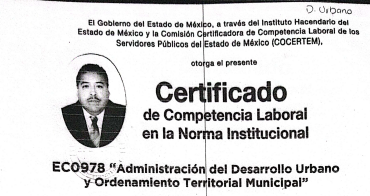 D. Urbano
El Gobierno del Estado de México, a través del Instituto Hacendario del
Estado de México y la Comisión Certificadora de Competencia Laboral de los
Servidores Públicos del Estado de México (COCERTEM),
otorga el presente
Certificado
de Competencia Laboral
en la Norma Institucional
EC0978 “Administración del Desarrollo Urbano
y Ordenamiento Territorial Municipal”